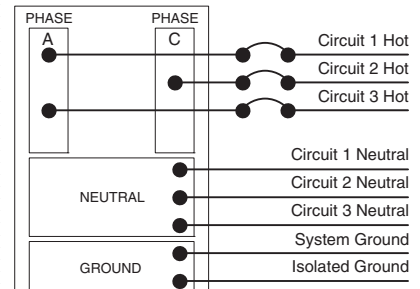 PHASE PHASE
A C
Circuit 1 Hot
Circuit 2 Hot
Circuit 3 Hot
Circuit 1 Neutral
NEUTRAL
Circuit 2 Neutral
Circuit 3 Neutral
System Ground
GROUND
Isolated Ground